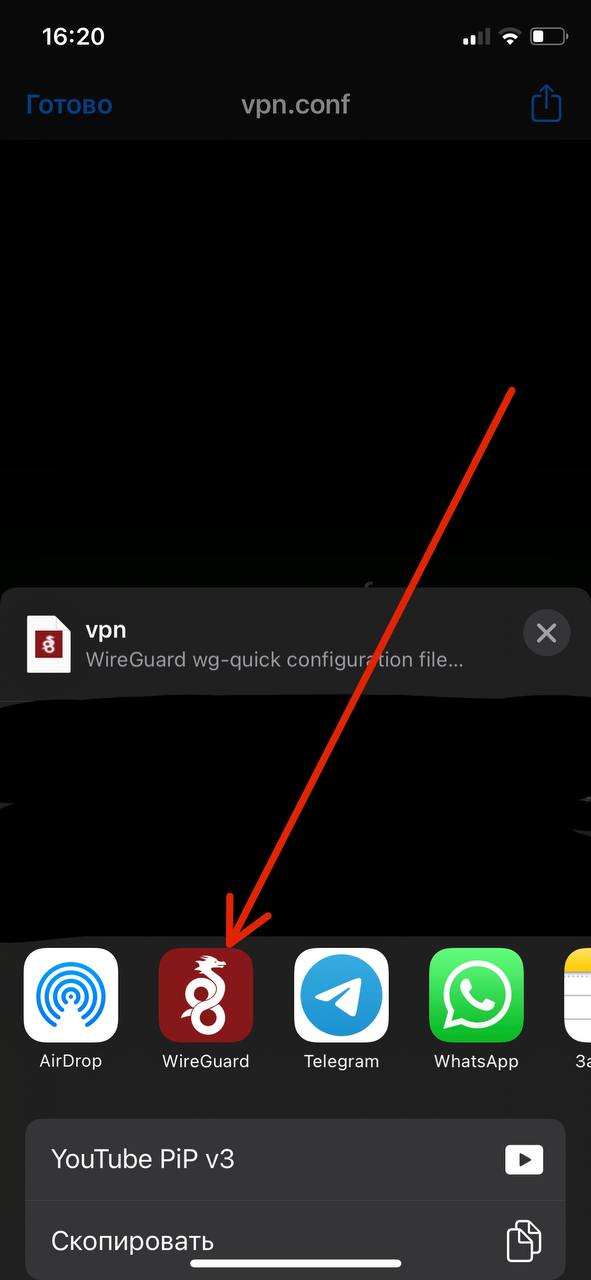 16:20
Готово
vpn.conf
vpn
WireGuard wg-quick configuration file...
AirDrop
WireGuard
Telegram
WhatsApp
YouTube PiP v3
Скопировать